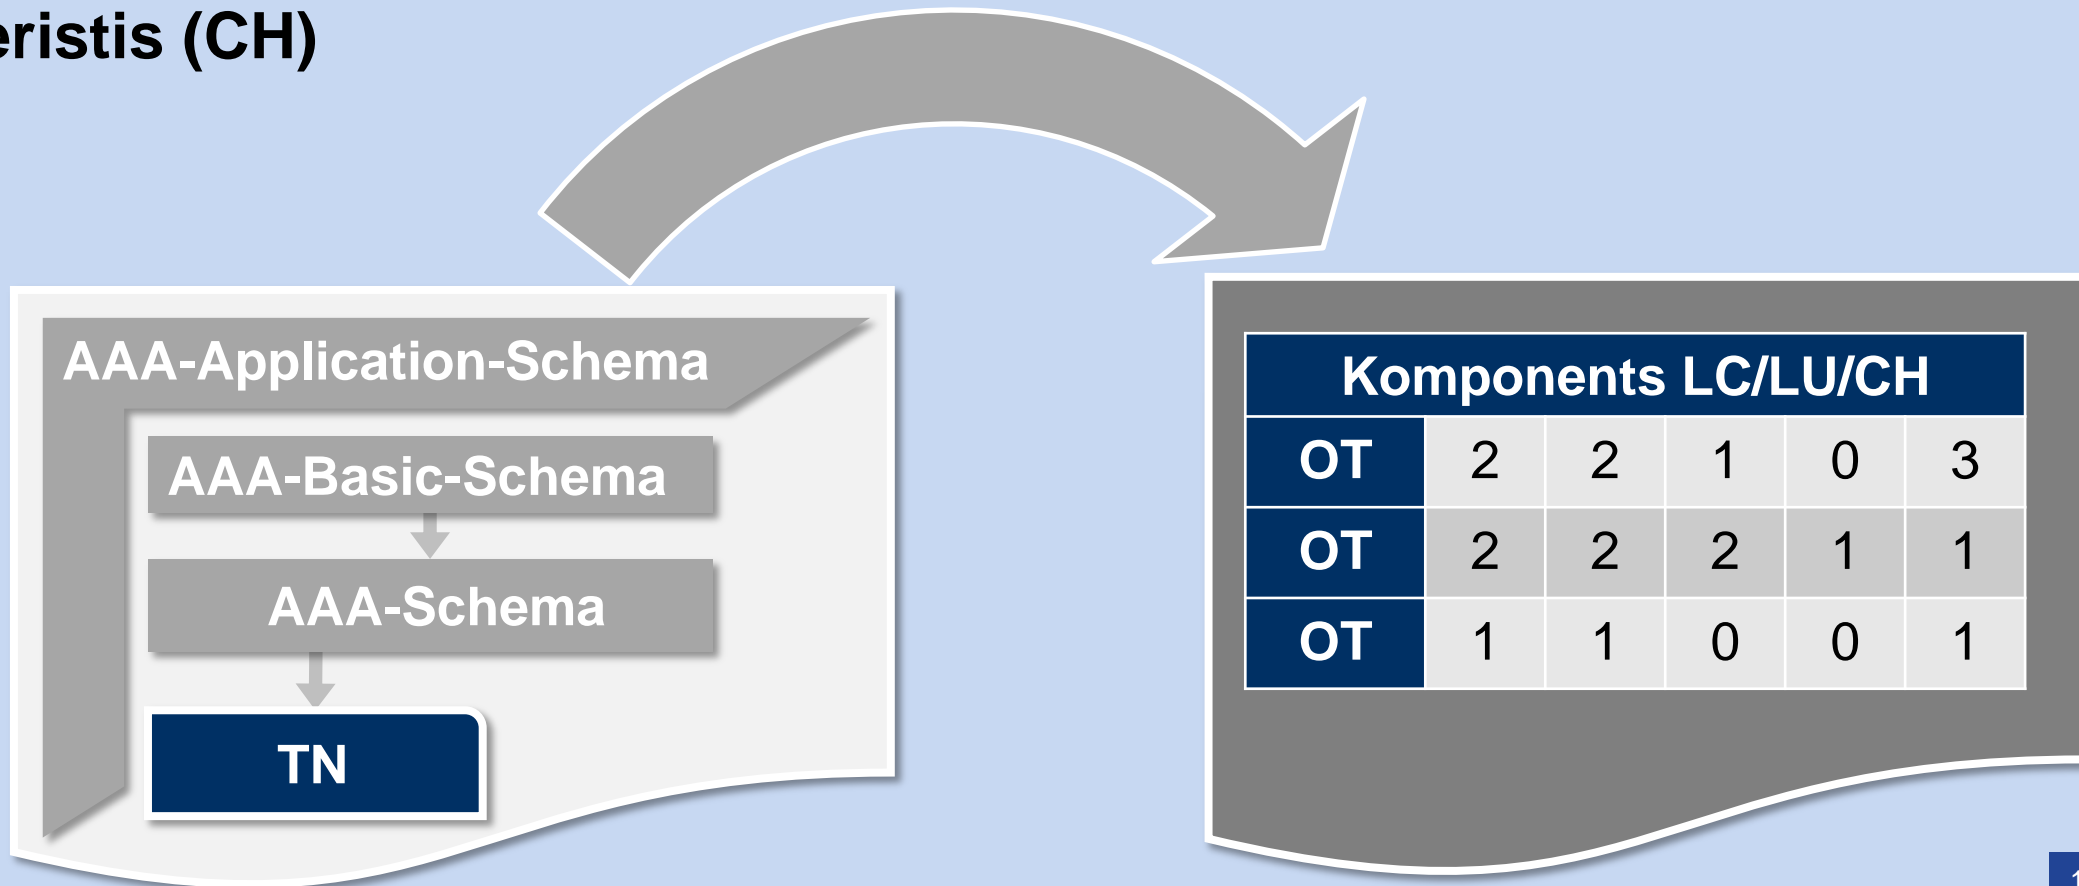 eristis (CH)
AAA-Application-Schema
AAA-Basic-Schema
AAA-Schema
TN
Komponents LC/LU/CH
OT 2 2 1 0 3
OT 2 2 2 1 1
OT 1 1 0 0 1